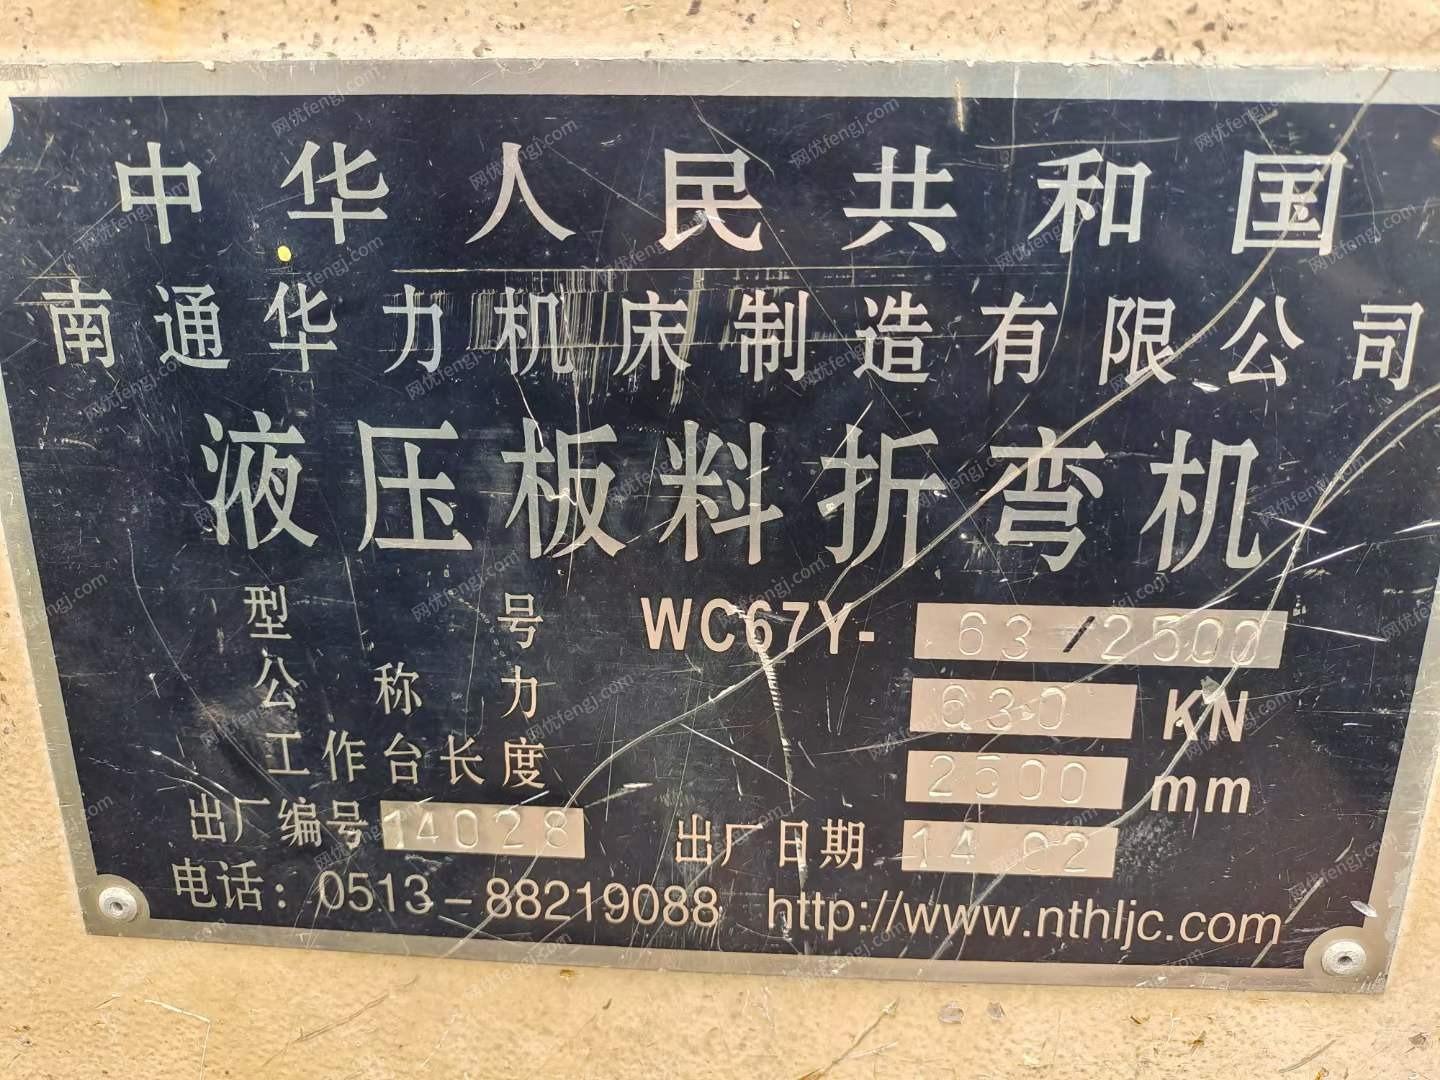 中华人民共和国
南通华力机床制造有限公司
液压板料折弯机
型号 WC67Y-63/2500
公称力 630 KN
工作台长度 2500 mm
出厂编号 14028 出厂日期 14 02
电话：0513-88219088 http://www.nthljc.com